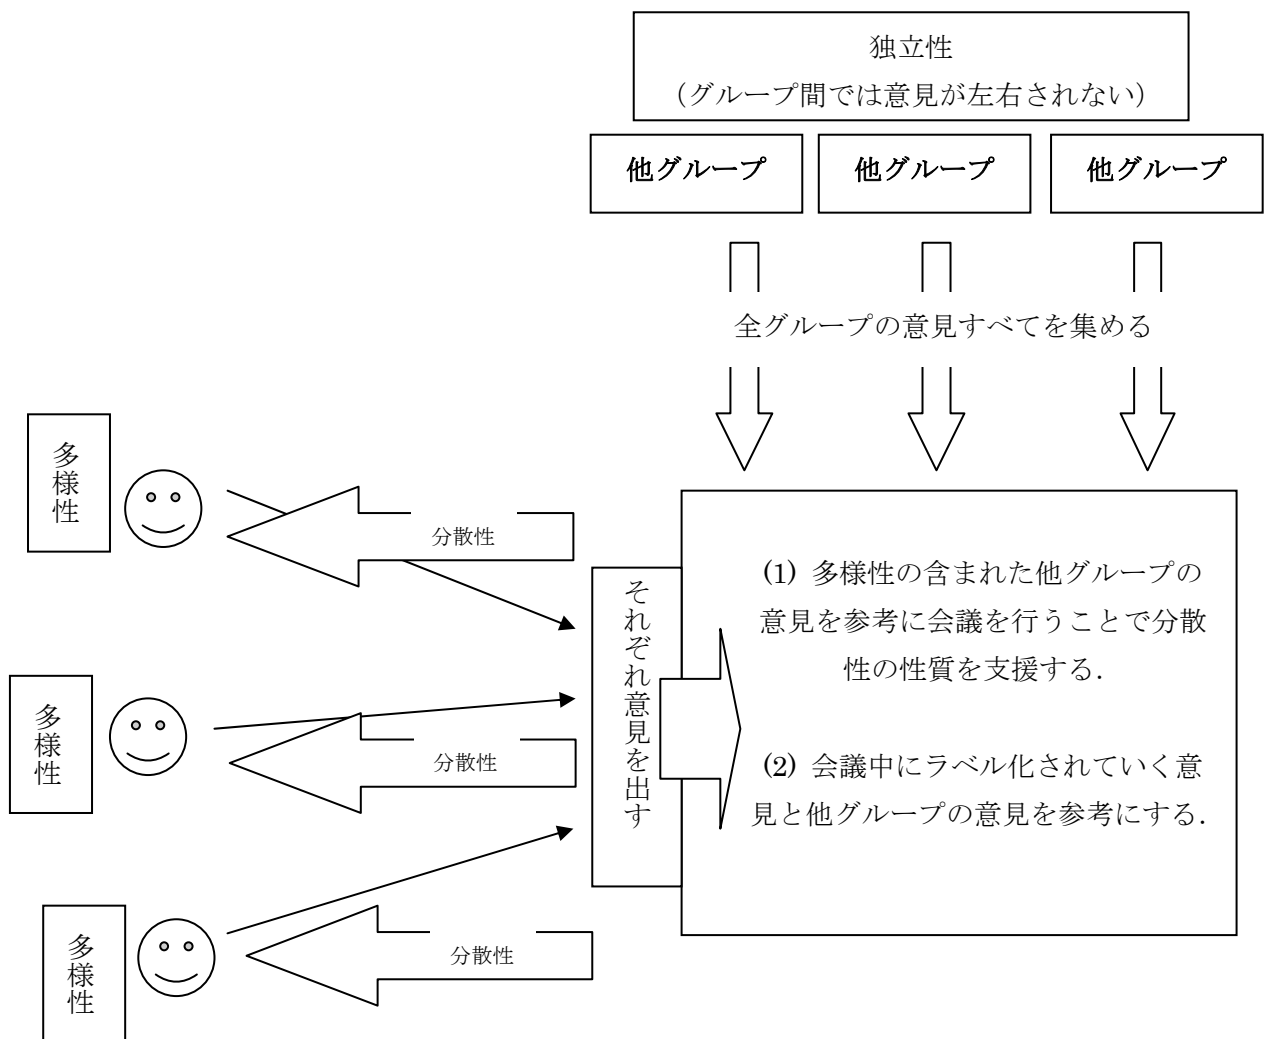 独立性
（グループ間では意見が左右されない）
他グループ
他グループ
他グループ
全グループの意見すべてを集める
多様性
分散性
多様性
分散性
多様性
分散性
それぞれ意見を出す
(1) 多様性の含まれた他グループの
意見を参考に会議を行うことで分散
性の性質を支援する.
(2) 会議中にラベル化されていく意
見と他グループの意見を参考にする.